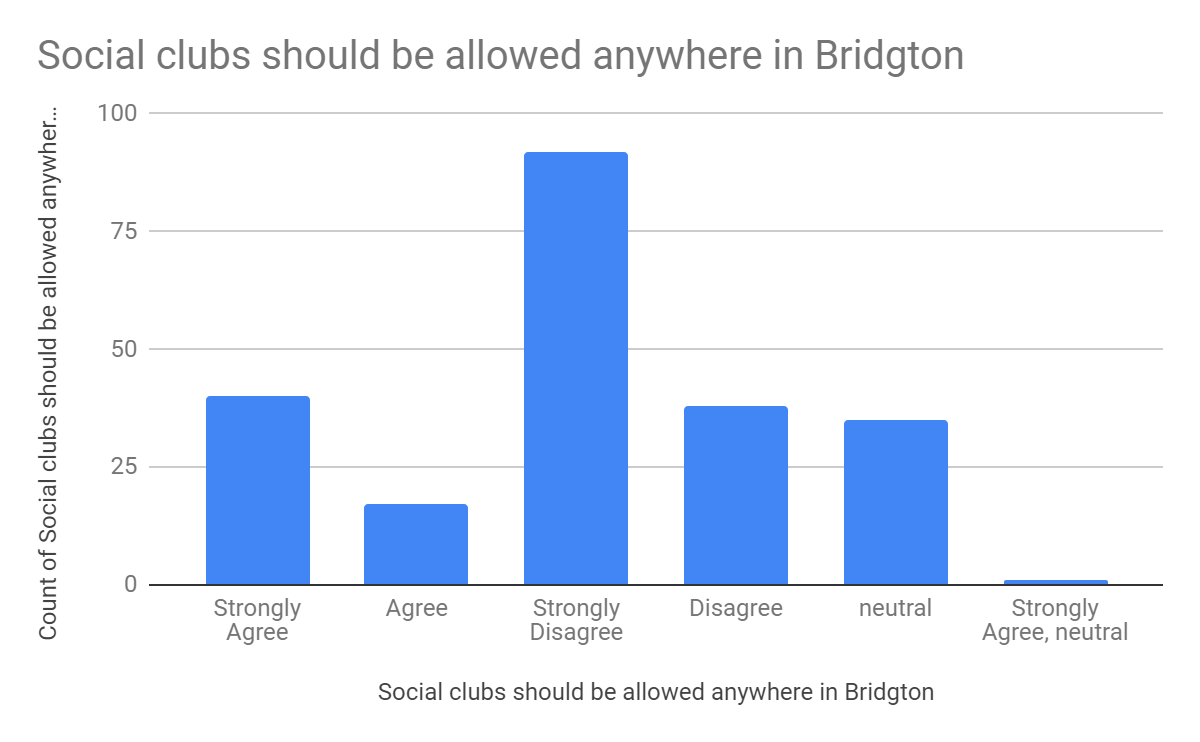 Social clubs should be allowed anywhere in Bridgton
Count of Social clubs should be allowed anywher...
100
75
50
25
0
Strongly
Agree
Agree
Strongly
Disagree
Disagree
neutral
Strongly
Agree, neutral
Social clubs should be allowed anywhere in Bridgton